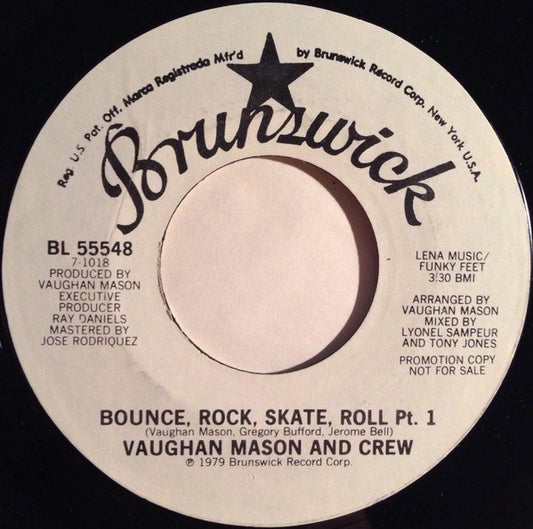 Reg. U.S. Pat. Off. Marca Registrada Mfr'd by Brunswick Record Corp. New York U.S.A.
Brunswick
BL 55548
7-1018
PRODUCED BY
VAUGHAN MASON
EXECUTIVE
PRODUCER
RAY DANIELS
MASTERED BY
JOSE RODRIQUEZ
LENA MUSIC/
FUNKY FEET
3:30 BMI
ARRANGED BY
VAUGHAN MASON
MIXED BY
LYONEL SAMPEUR
AND TONY JONES
PROMOTION COPY
NOT FOR SALE
BOUNCE, ROCK, SKATE, ROLL Pt. 1
(Vaughan Mason, Gregory Bufford, Jerome Bell)
VAUGHAN MASON AND CREW
℗ 1979 Brunswick Record Corp.